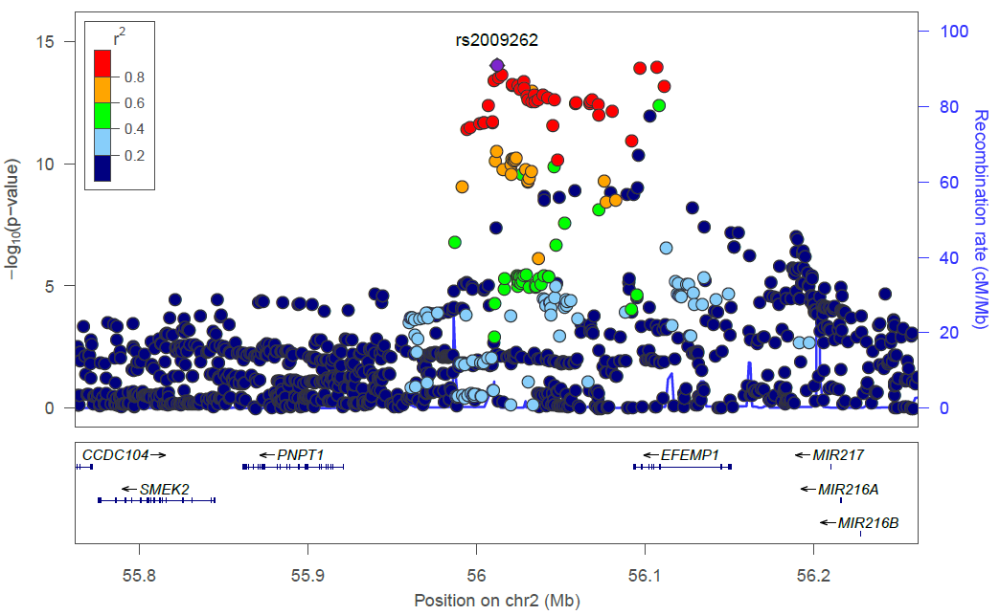 rs2009262
r2
0.8
0.6
0.4
0.2
15
10
5
0
−log10(p−value)
100
80
60
40
20
0
Recombination rate (cM/Mb)
CCDC104→
←PNPT1
←EFEMP1
←MIR217
←SMEK2
←MIR216A
←MIR216B
55.8 55.9 56 56.1 56.2
Position on chr2 (Mb)